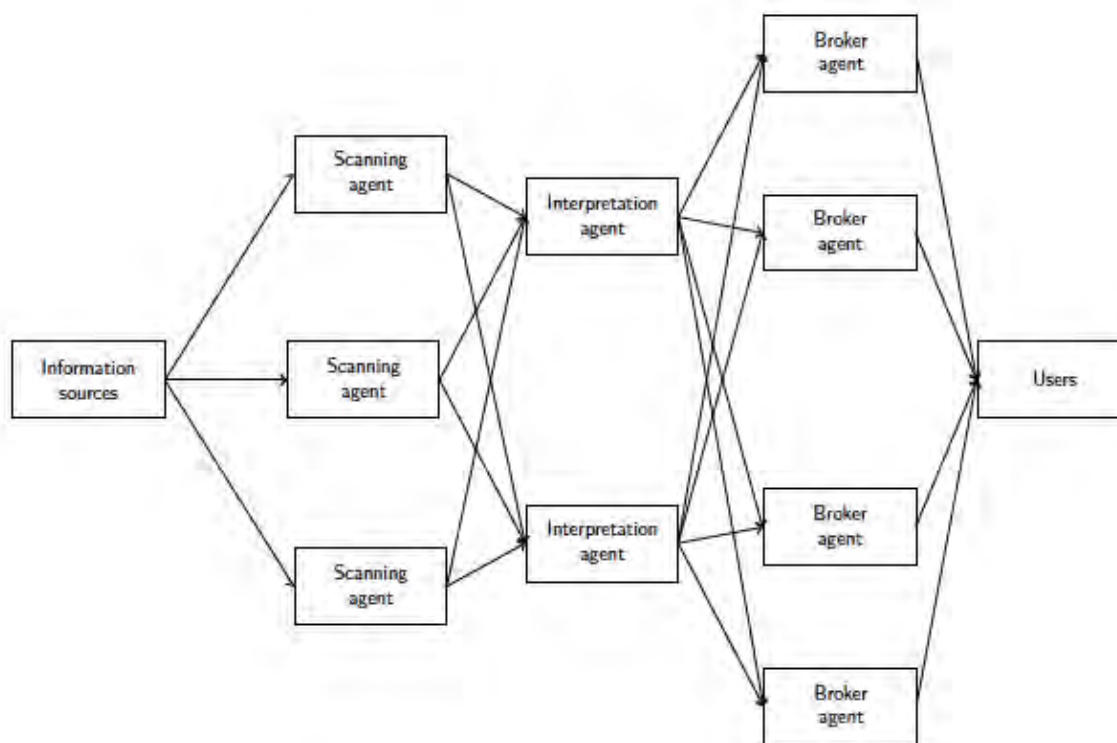 Broker
agent
Scanning
agent
Interpretation
agent
Broker
agent
Information
sources
Scanning
agent
Users
Broker
agent
Interpretation
agent
Scanning
agent
Broker
agent